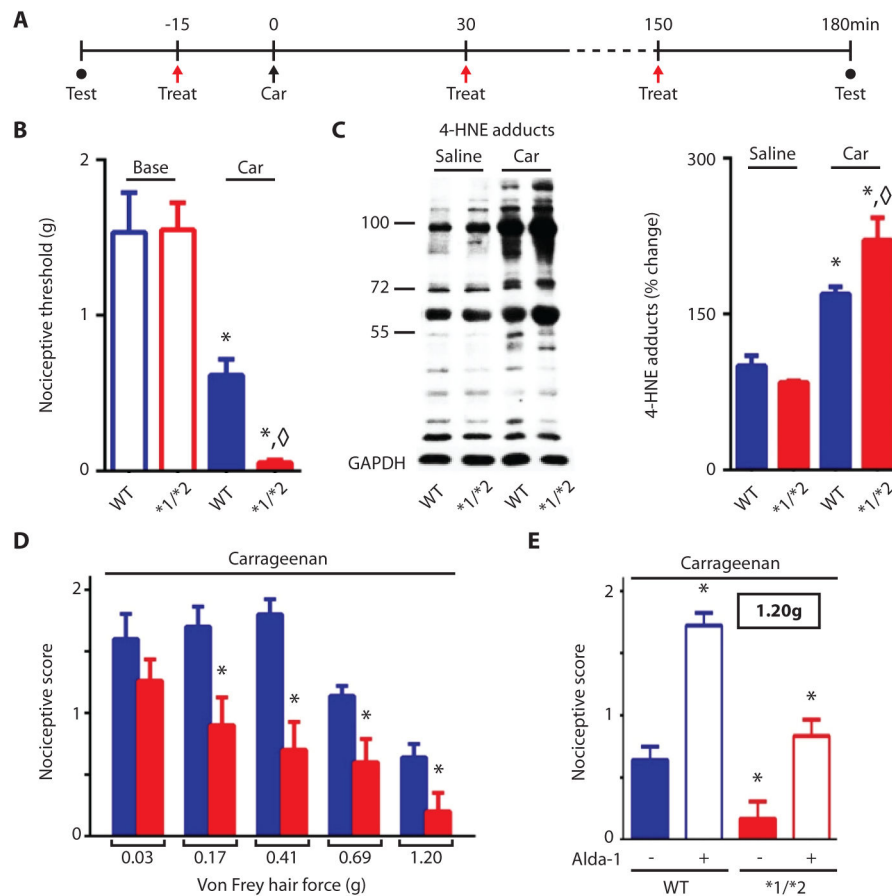 A
-15 0 30 150 180min
Test Treat Car Treat Treat Test
B
Base Car
Nociceptive threshold (g)
2
1
0
*
*,◊
WT *1/*2 WT *1/*2
C
4-HNE adducts
Saline Car
100
72
55
GAPDH
WT *1/*2 WT *1/*2
4-HNE adducts (% change)
300
150
0
Saline Car
*
*,◊
WT *1/*2 WT *1/*2
D
Carrageenan
Nociceptive score
2
1
0
* * * *
0.03 0.17 0.41 0.69 1.20
Von Frey hair force (g)
E
Carrageenan
1.20g
Nociceptive score
2
1
0
* * *
Alda-1 - + - +
WT *1/*2